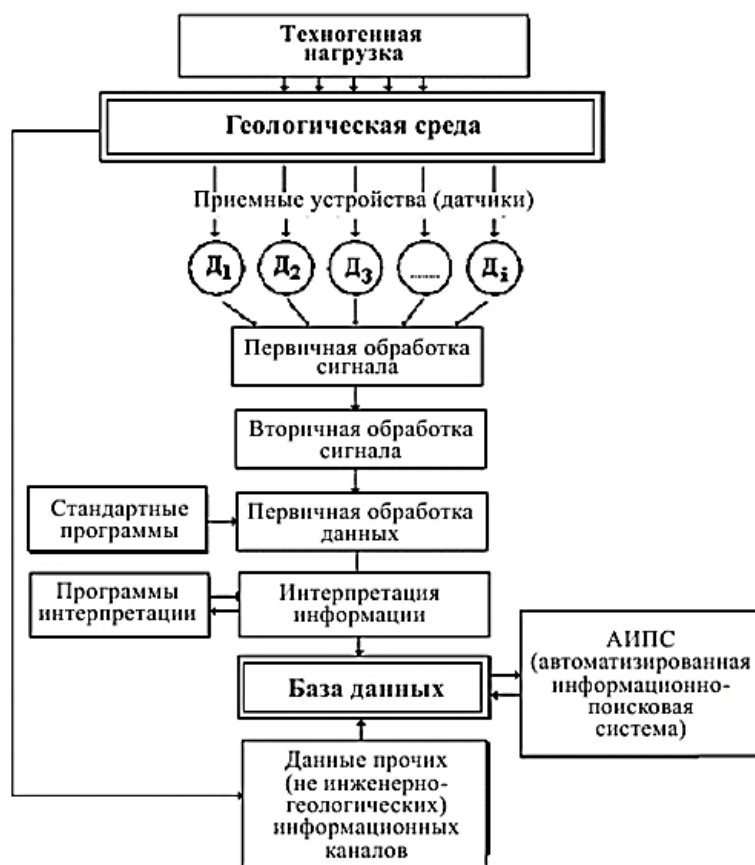 Техногенная
нагрузка
Геологическая среда
Приемные устройства (датчики)
Д1 Д2 Д3 ...... Дi
Первичная обработка
сигнала
Вторичная обработка
сигнала
Стандартные
программы
Первичная обработка
данных
Программы
интерпретации
Интерпретация
информации
АИПС
(автоматизированная
информационно-
поисковая
система)
База данных
Данные прочих
(не инженерно-
геологических)
информационных
каналов